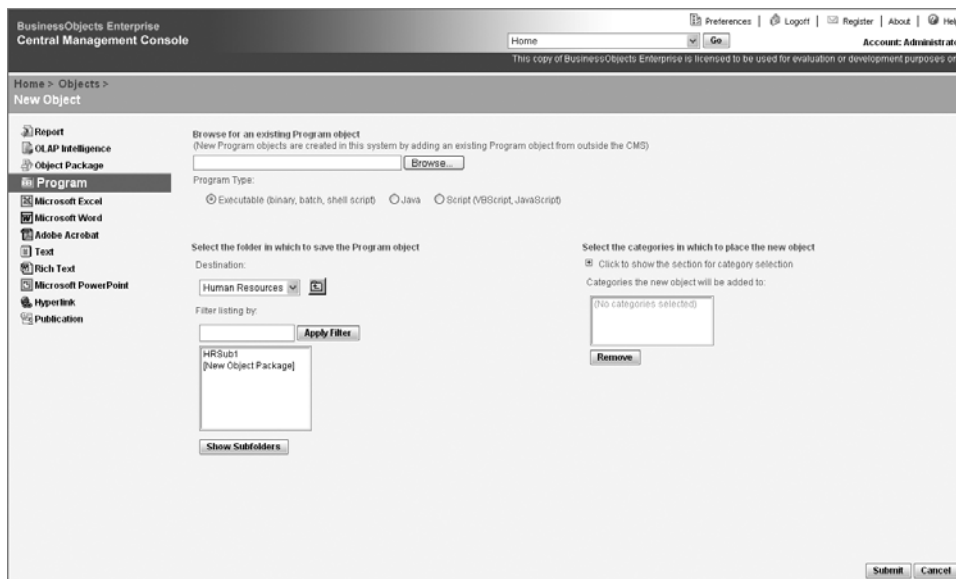 BusinessObjects Enterprise
Central Management Console
Preferences | Logoff | Register | About | Help
Home Go
Account: Administrato
This copy of BusinessObjects Enterprise is licensed to be used for evaluation or development purposes on
Home > Objects >
New Object
Report
OLAP Intelligence
Object Package
Program
Microsoft Excel
Microsoft Word
Adobe Acrobat
Text
Rich Text
Microsoft PowerPoint
Hyperlink
Publication
Browse for an existing Program object
(New Program objects are created in this system by adding an existing Program object from outside the CMS)
Browse...
Program Type:
Executable (binary, batch, shell script) Java Script (VBScript, JavaScript)
Select the folder in which to save the Program object
Destination:
Human Resources
Filter listing by:
Apply Filter
HRSub1
[New Object Package]
Show Subfolders
Select the categories in which to place the new object
Click to show the section for category selection
Categories the new object will be added to:
(No categories selected)
Remove
Submit Cancel